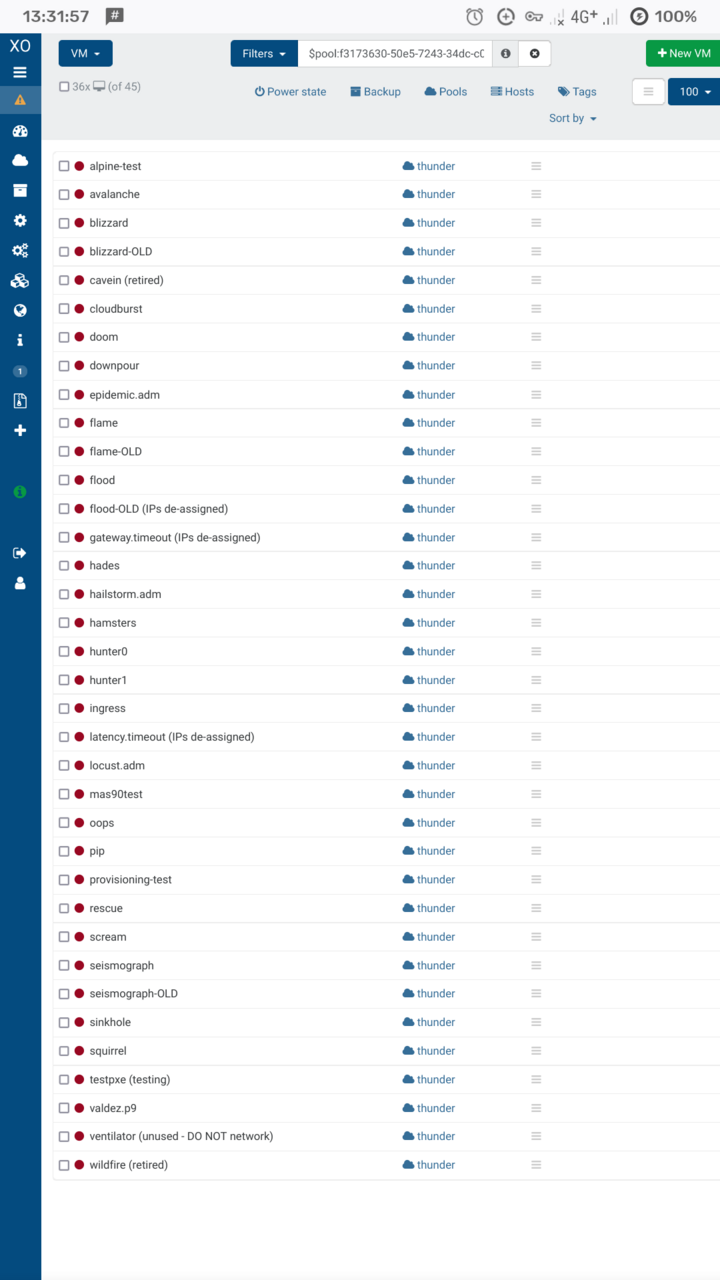 13:31:57 # 4G+ 100%
XO VM Filters $pool:f3173630-50e5-7243-34dc-c0 New VM
36x (of 45) Power state Backup Pools Hosts Tags 100
Sort by
alpine-test thunder
avalanche thunder
blizzard thunder
blizzard-OLD thunder
cavein (retired) thunder
cloudburst thunder
doom thunder
downpour thunder
1
epidemic.adm thunder
flame thunder
flame-OLD thunder
flood thunder
flood-OLD (IPs de-assigned) thunder
gateway.timeout (IPs de-assigned) thunder
hades thunder
hailstorm.adm thunder
hamsters thunder
hunter0 thunder
hunter1 thunder
ingress thunder
latency.timeout (IPs de-assigned) thunder
locust.adm thunder
mas90test thunder
oops thunder
pip thunder
provisioning-test thunder
rescue thunder
scream thunder
seismograph thunder
seismograph-OLD thunder
sinkhole thunder
squirrel thunder
testpxe (testing) thunder
valdez.p9 thunder
ventilator (unused - DO NOT network) thunder
wildfire (retired) thunder